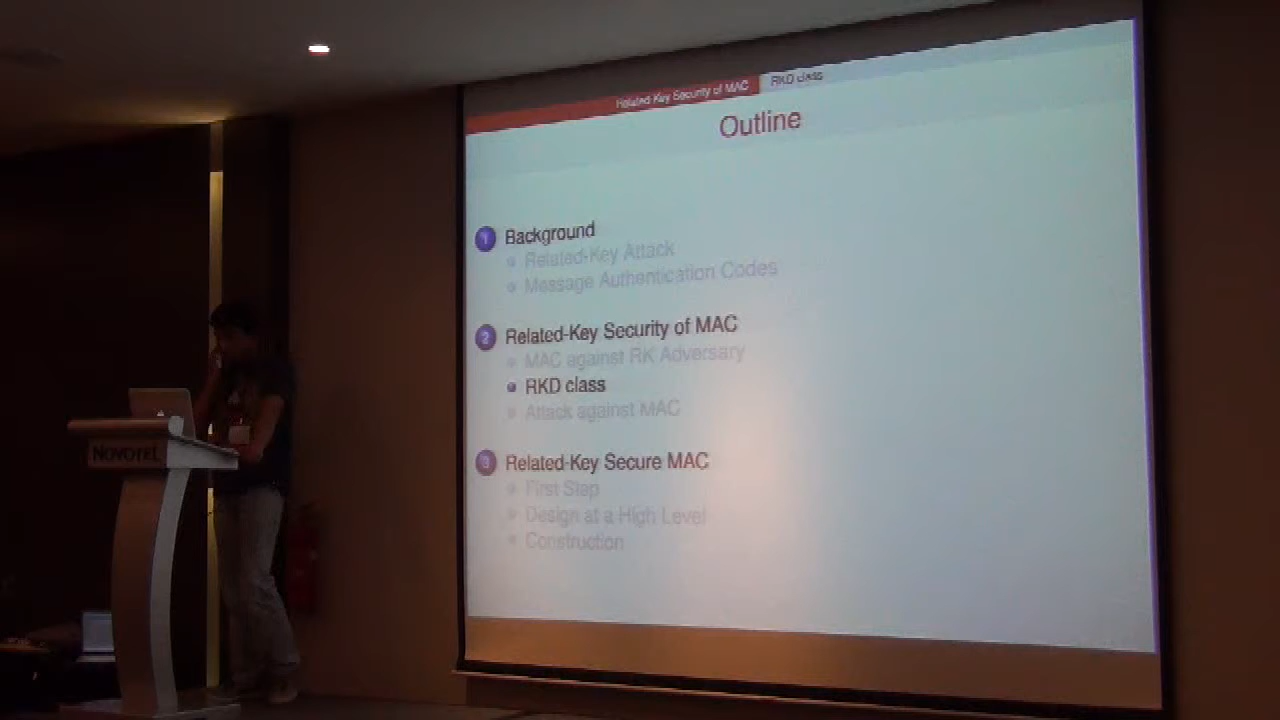 Related-Key Security of MAC RKD class
Outline
1 Background
Related-Key Attack
Message Authentication Codes
2 Related-Key Security of MAC
MAC against RK Adversary
RKD class
Attack against MAC
3 Related-Key Secure MAC
First Step
Design at a High Level
Construction
NOVOTEL